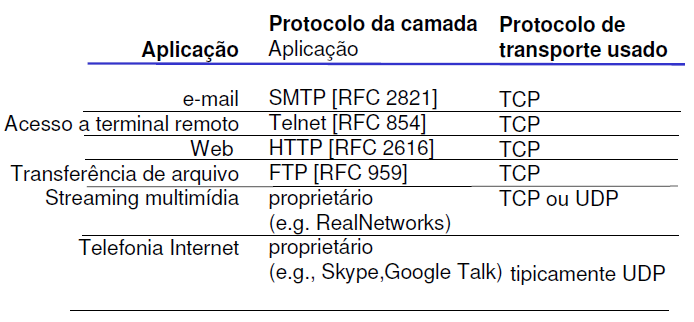 Protocolo da camada Protocolo de
Aplicação Aplicação transporte usado
e-mail SMTP [RFC 2821] TCP
Acesso a terminal remoto Telnet [RFC 854] TCP
Web HTTP [RFC 2616] TCP
Transferência de arquivo FTP [RFC 959] TCP
Streaming multimídia proprietário TCP ou UDP
(e.g. RealNetworks)
Telefonia Internet proprietário
(e.g., Skype,Google Talk) tipicamente UDP